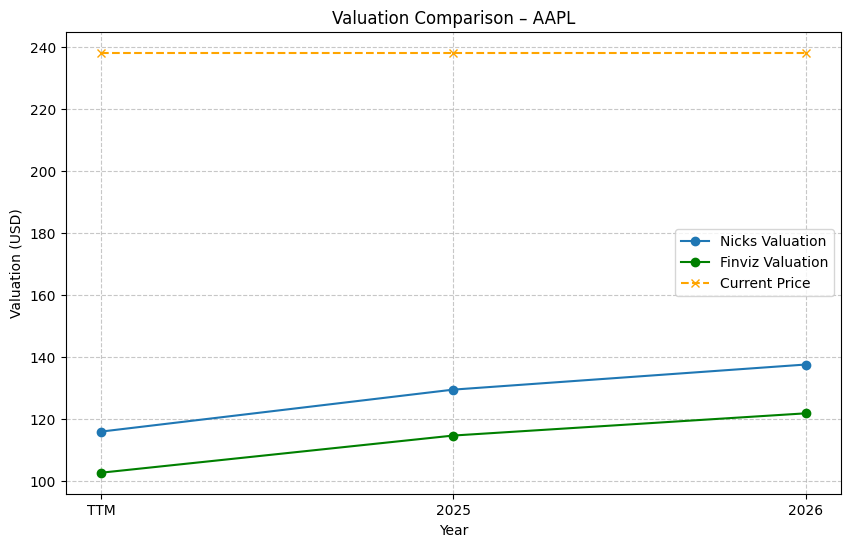 Valuation Comparison – AAPL
240
220
200
180
160
140
120
100
Valuation (USD)
Nicks Valuation
Finviz Valuation
Current Price
TTM
2025
2026
Year